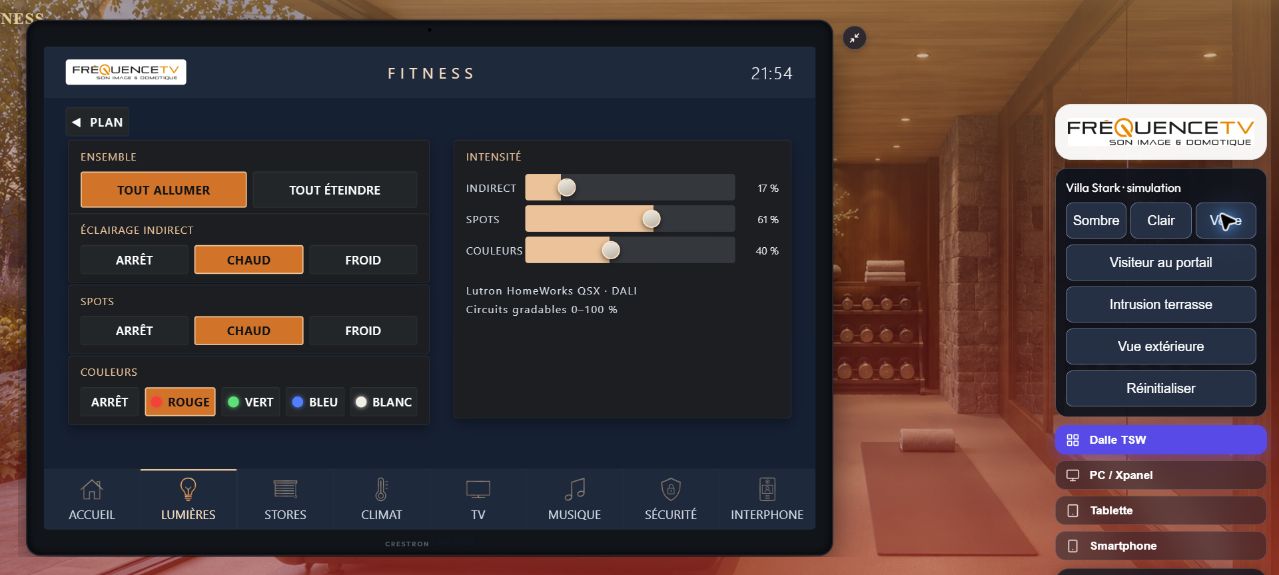 NESS
FRÉQUENCETV
SON IMAGE & DOMOTIQUE
FITNESS
21:54
◀ PLAN
ENSEMBLE
TOUT ALLUMER
TOUT ÉTEINDRE
ÉCLAIRAGE INDIRECT
ARRÊT
CHAUD
FROID
SPOTS
ARRÊT
CHAUD
FROID
COULEURS
ARRÊT
ROUGE
VERT
BLEU
BLANC
INTENSITÉ
INDIRECT
17 %
SPOTS
61 %
COULEURS
40 %
Lutron HomeWorks QSX · DALI
Circuits gradables 0–100 %
ACCUEIL
LUMIÈRES
STORES
CLIMAT
TV
MUSIQUE
SÉCURITÉ
INTERPHONE
CRESTRON
FRÉQUENCETV
SON IMAGE & DOMOTIQUE
Villa Stark · simulation
Sombre
Clair
Visiteur au portail
Intrusion terrasse
Vue extérieure
Réinitialiser
Dalle TSW
PC / Xpanel
Tablette
Smartphone